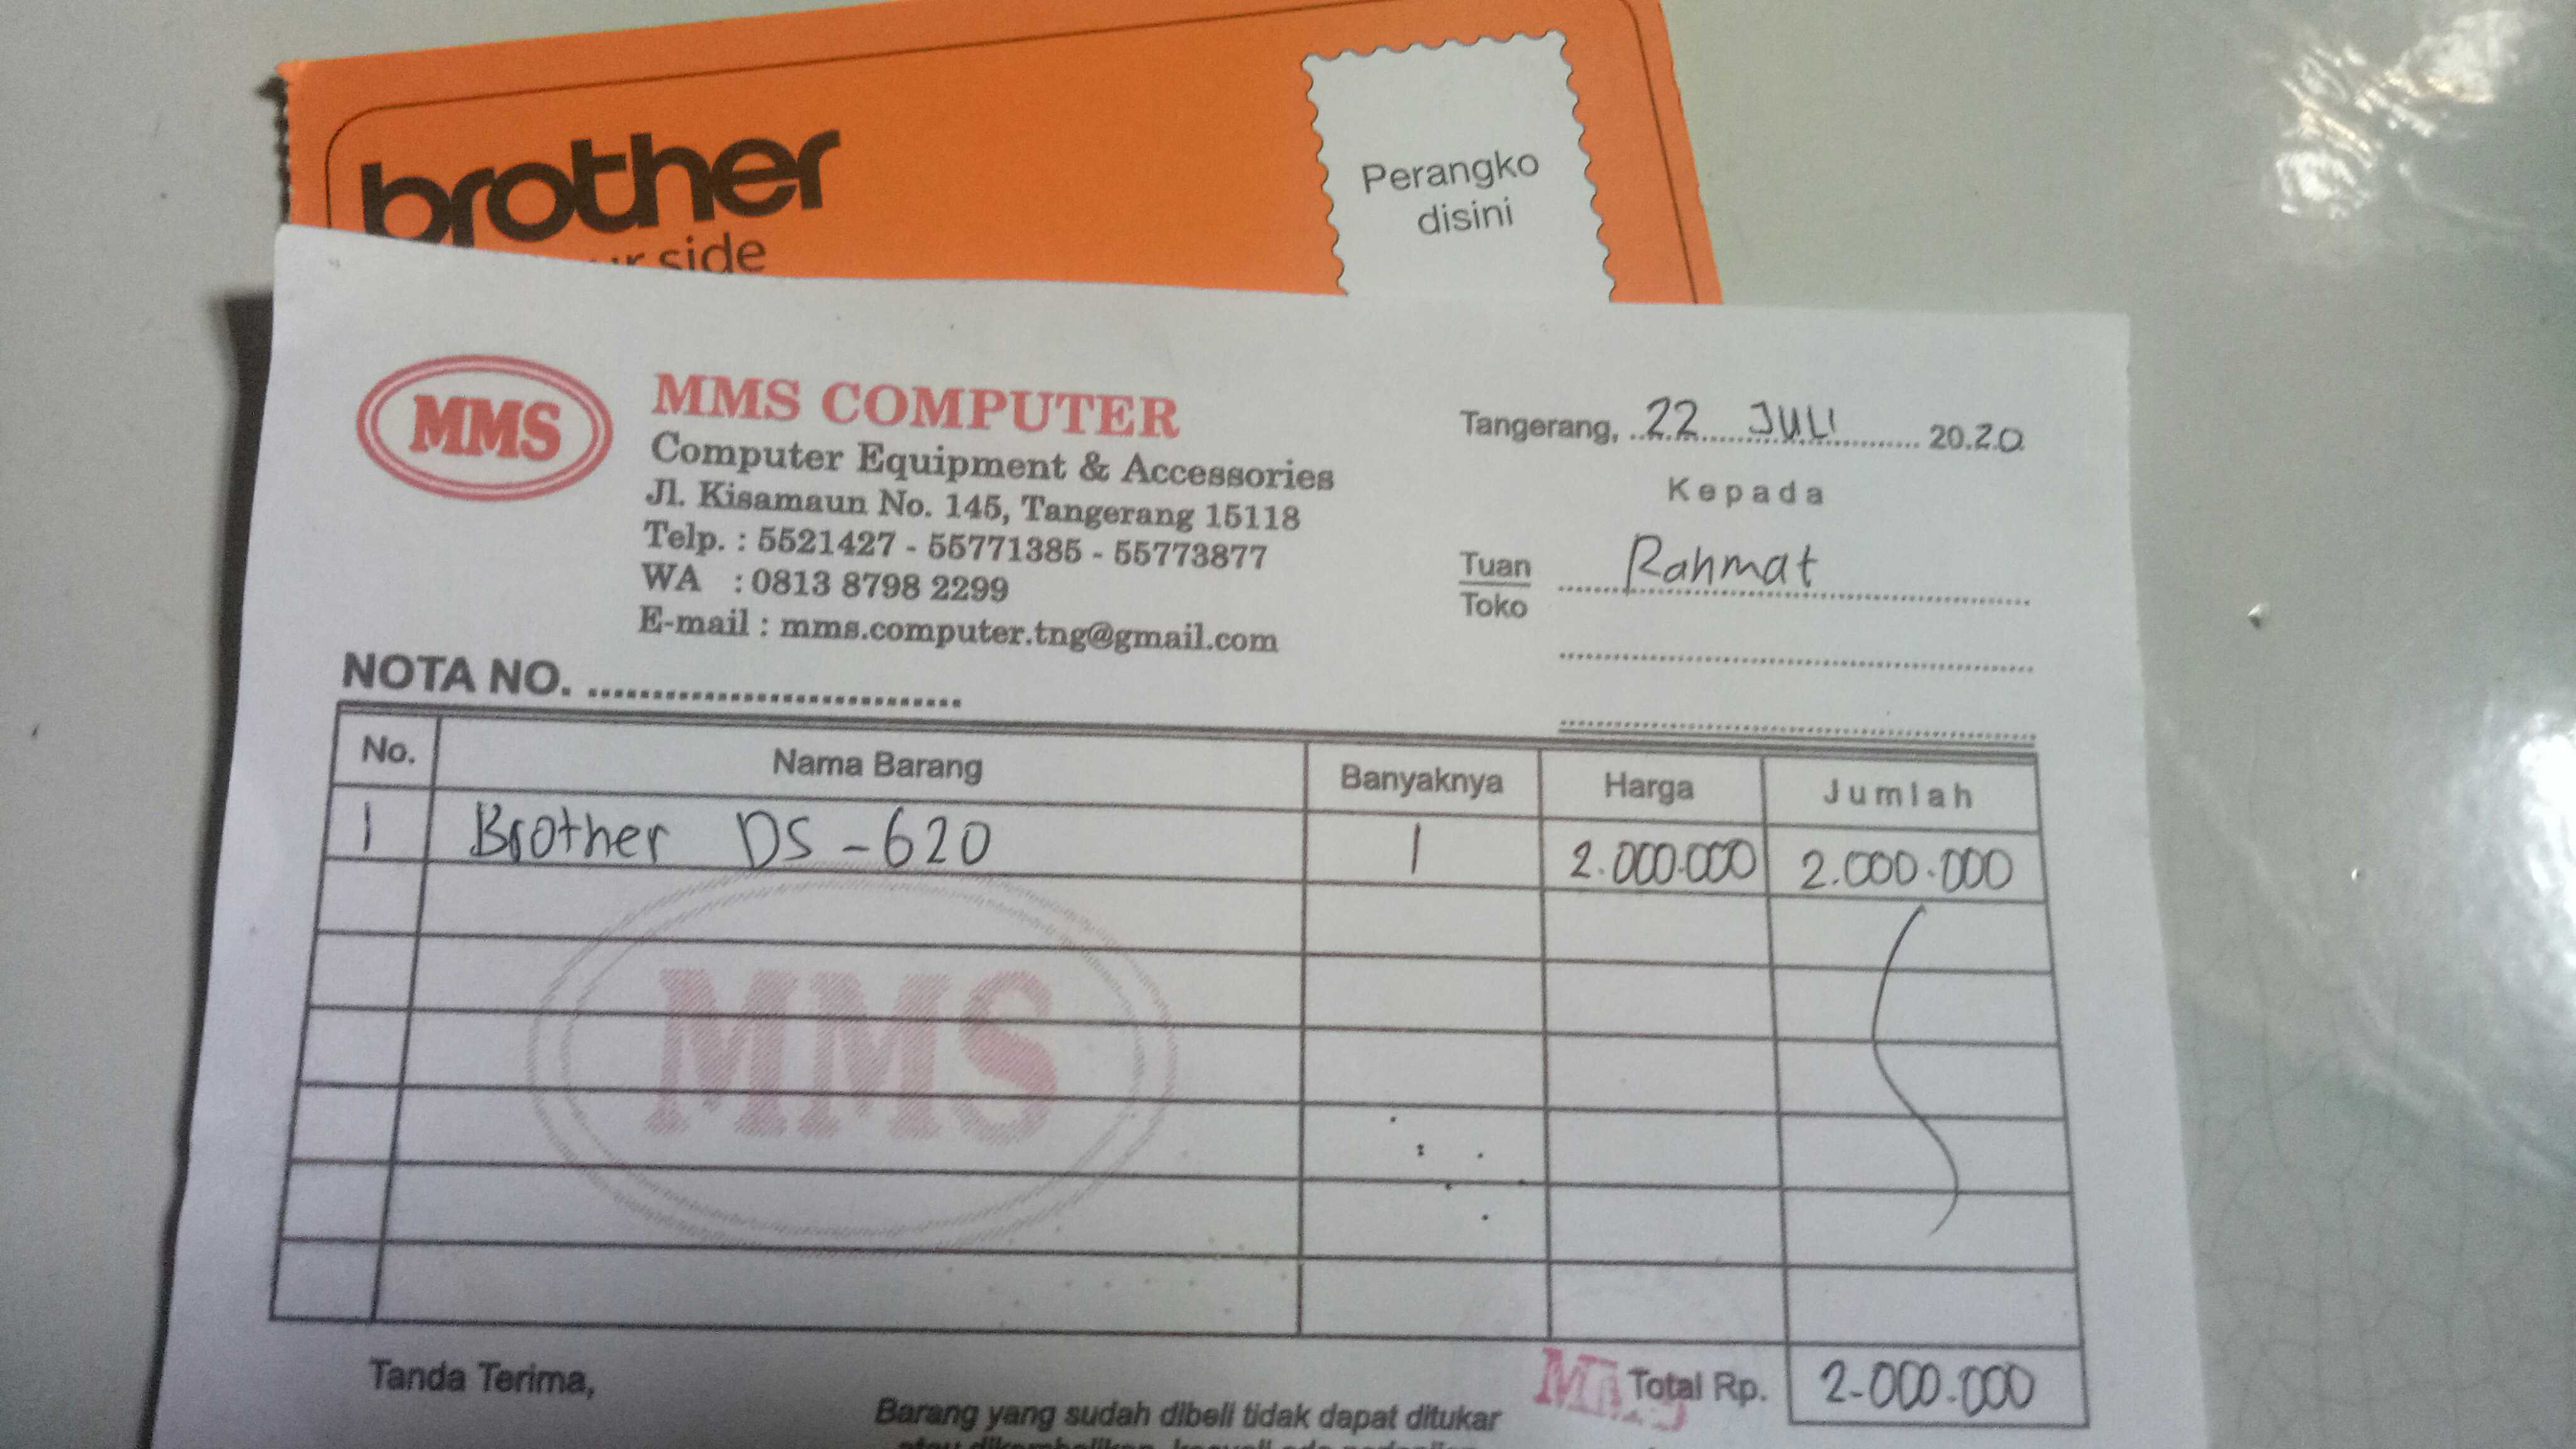 brother
side
Perangko
disini
MMS
MMS COMPUTER
Computer Equipment & Accessories
Jl. Kisamaun No. 145, Tangerang 15118
Telp. : 5521427 - 55771385 - 55773877
WA : 0813 8798 2299
E-mail : mms.computer.tng@gmail.com
Tangerang, 22 JULI 2020
Kepada
Tuan Rahmat
Toko
NOTA NO.
No. Nama Barang Banyaknya Harga Jumlah
1 Brother DS-620 1 2.000.000 2.000.000
MMS
Tanda Terima,
Total Rp. 2.000.000
Barang yang sudah dibeli tidak dapat ditukar